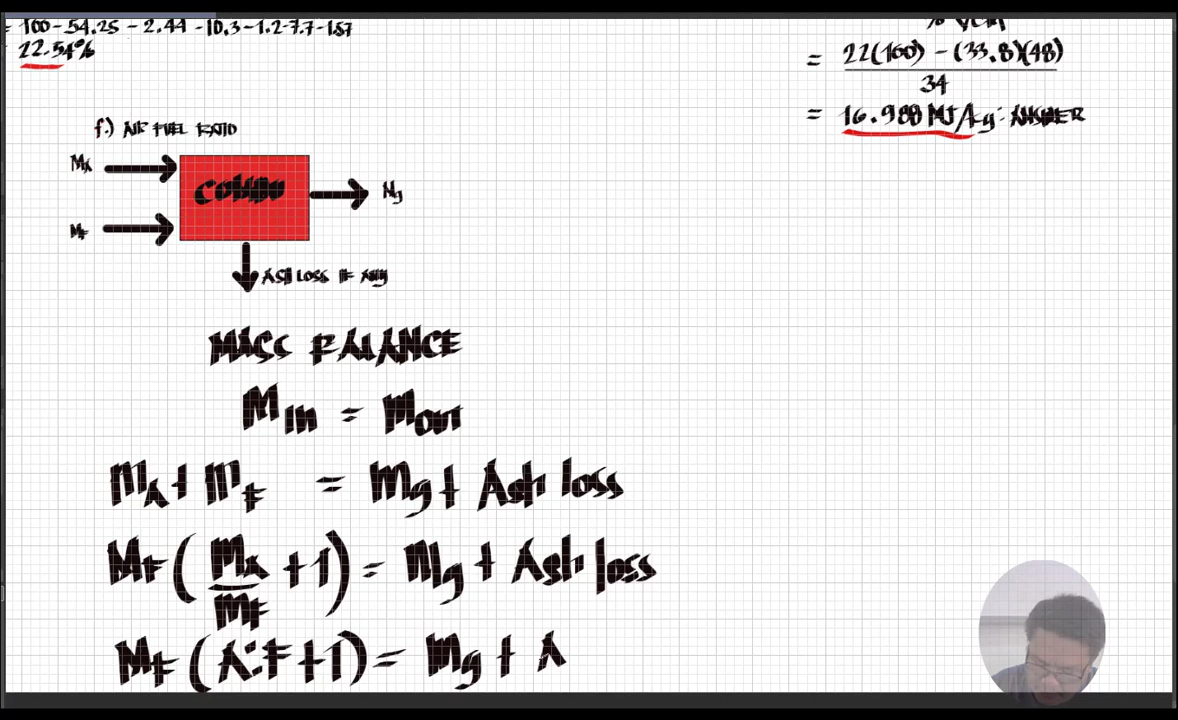 = 100 - 54.25 - 2.44 - 10.3 - 1.2 - 7.7 - 1.57
22.54%
% VCM
= 22(160) - (33.8)(48)
34
= 16.988 MJ/kg : ANSWER
f.) AIR FUEL RATIO
MA
COMBU
Mg
MF
ASH LOSS IF ANY
MASS BALANCE
MIN = MOUT
MA + MF = Mg + Ash loss
MF ( MA + 1 ) = Mg + Ash loss
MF
MF ( A:F + 1 ) = Mg + A